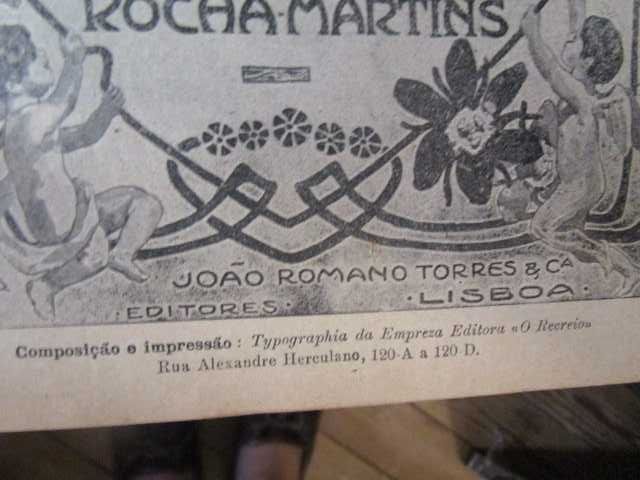 ROCHA·MARTINS
JOÃO ROMANO TORRES & CA
·EDITORES·
·LISBOA·
Composição e impressão : Typographia da Empreza Editora «O Recreio»
Rua Alexandre Herculano, 120-A a 120 D.